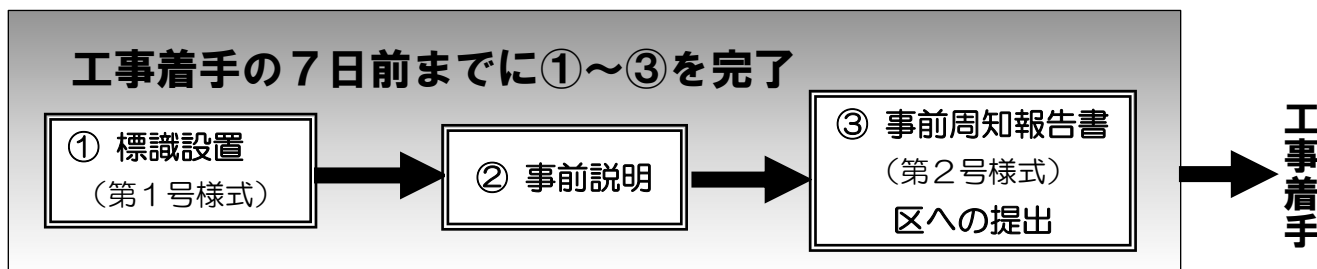 工事着手の７日前までに①～③を完了
① 標識設置
（第１号様式）
② 事前説明
③ 事前周知報告書
（第２号様式）
区への提出
工事着手